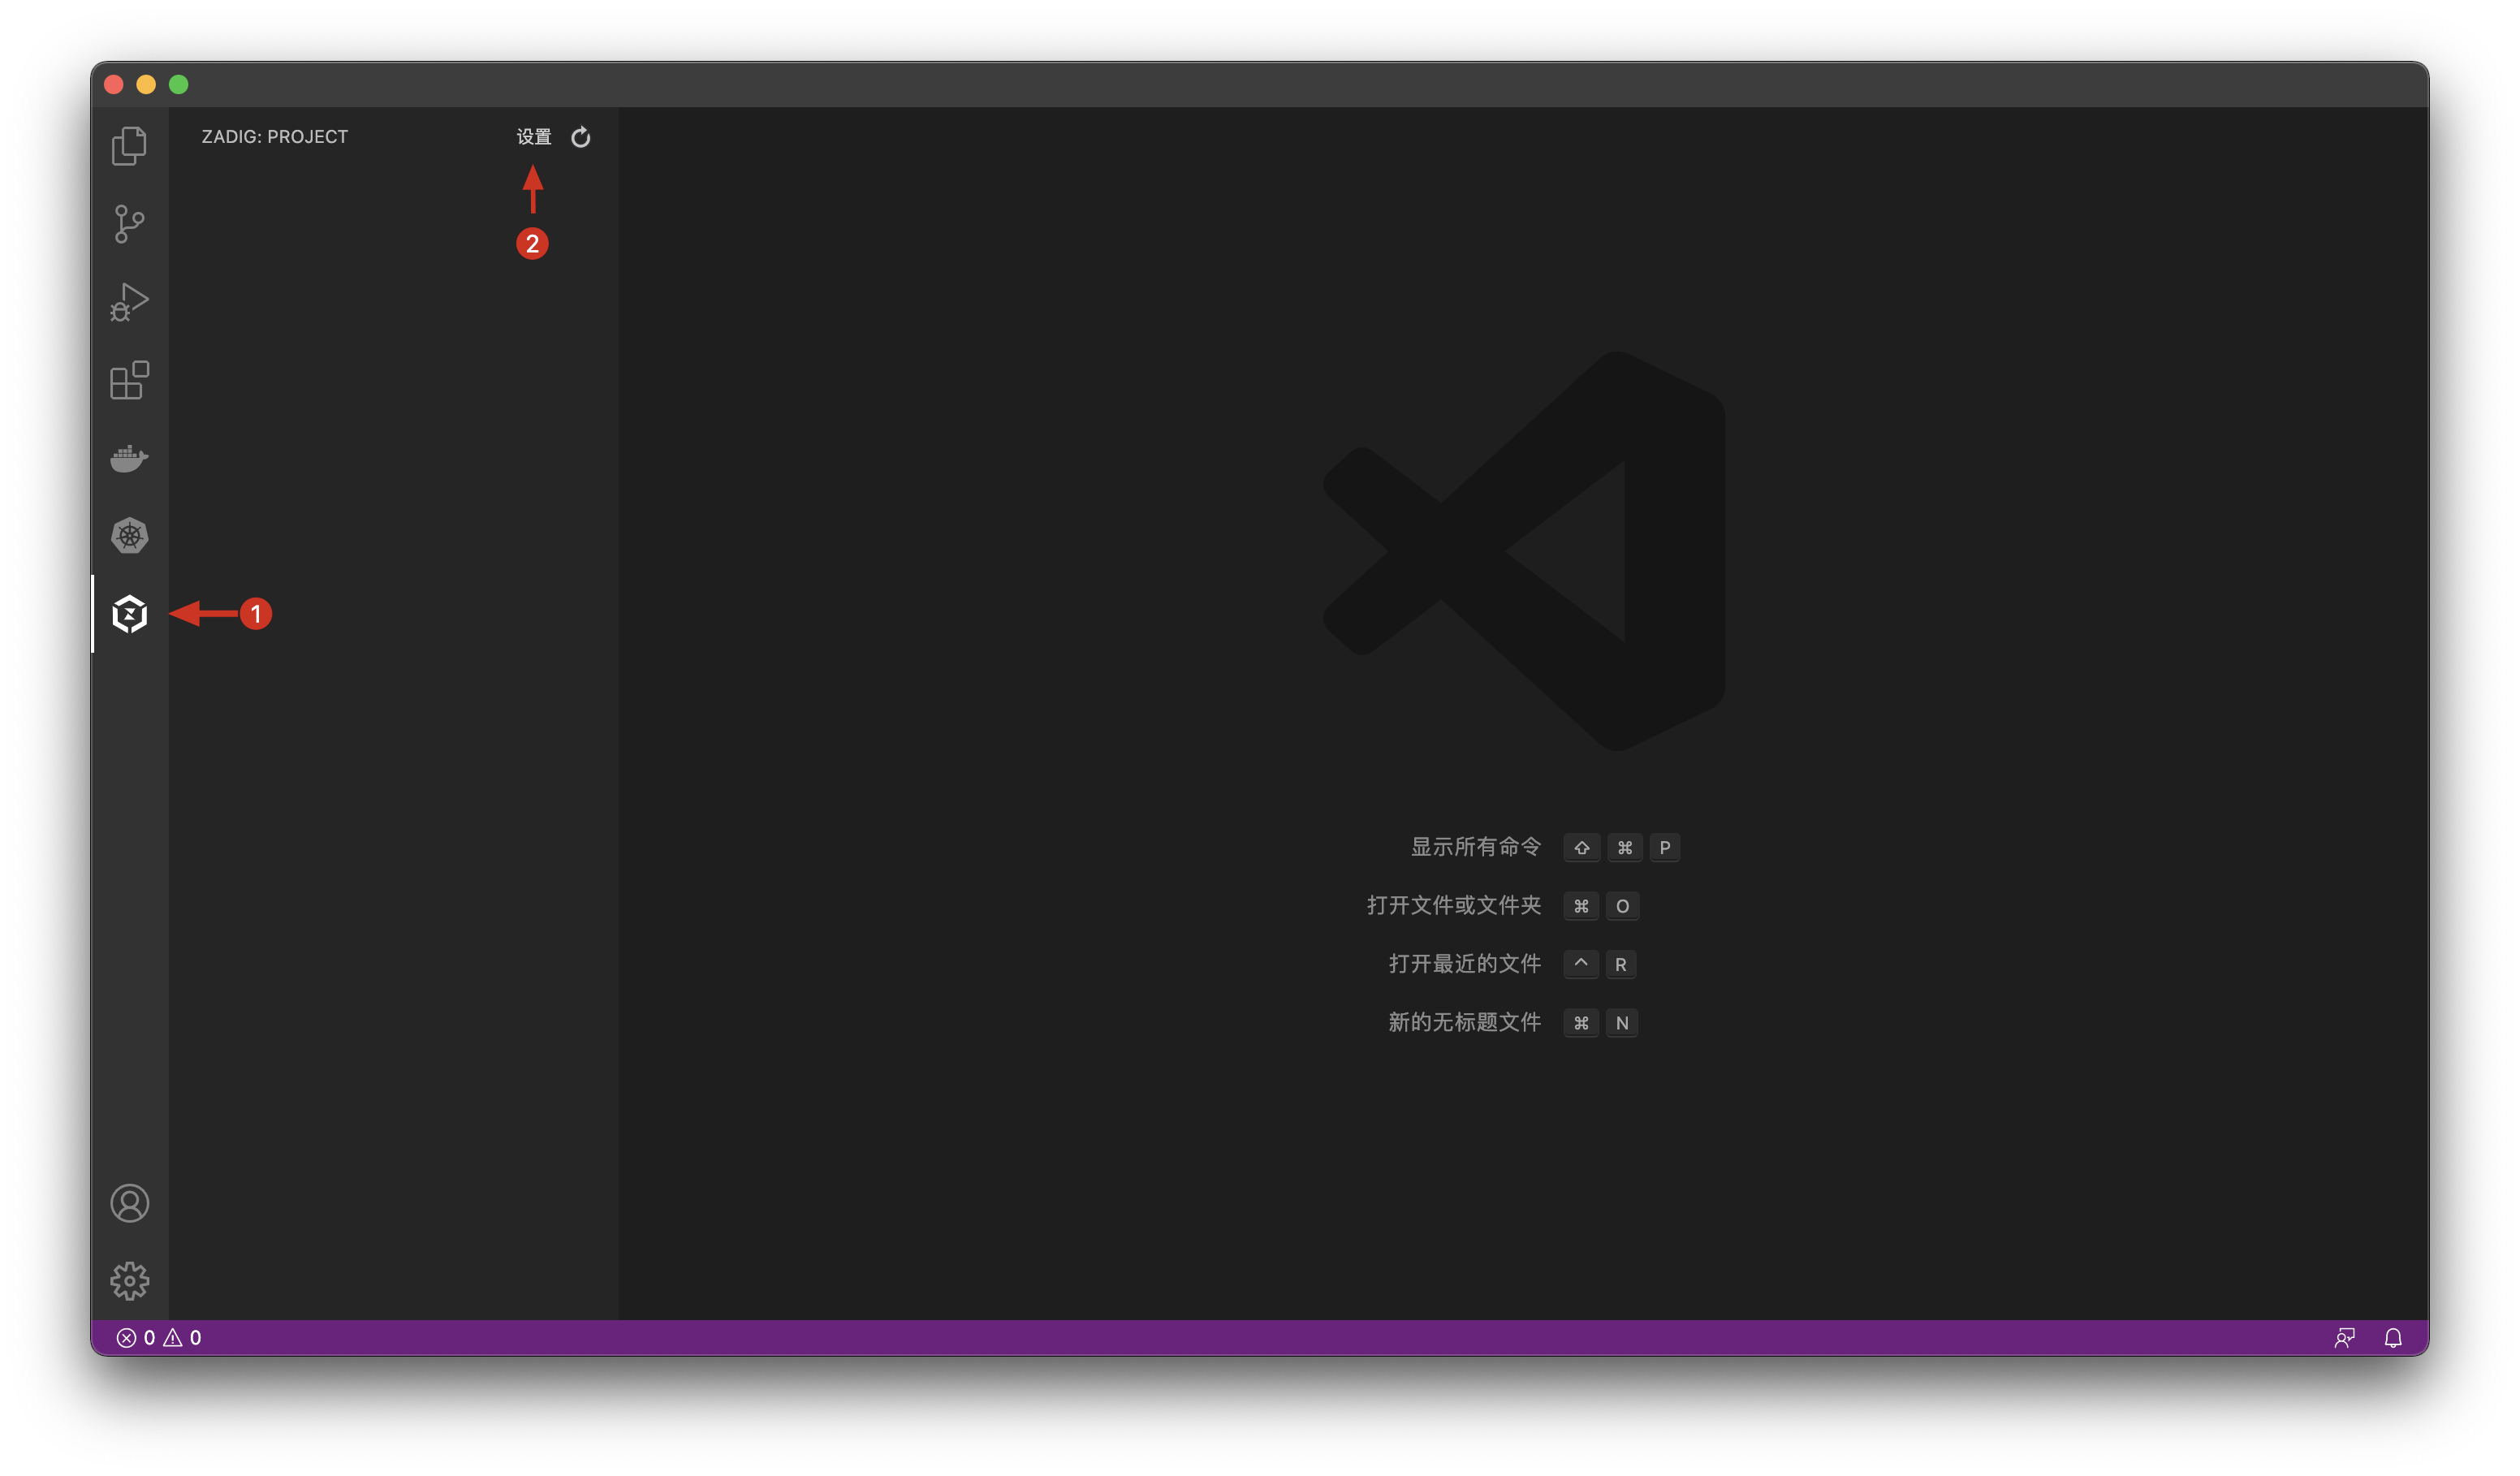 ZADIG: PROJECT 设置
2
1
显示所有命令 ⇧ ⌘ P
打开文件或文件夹 ⌘ O
打开最近的文件 ^ R
新的无标题文件 ⌘ N
0 0